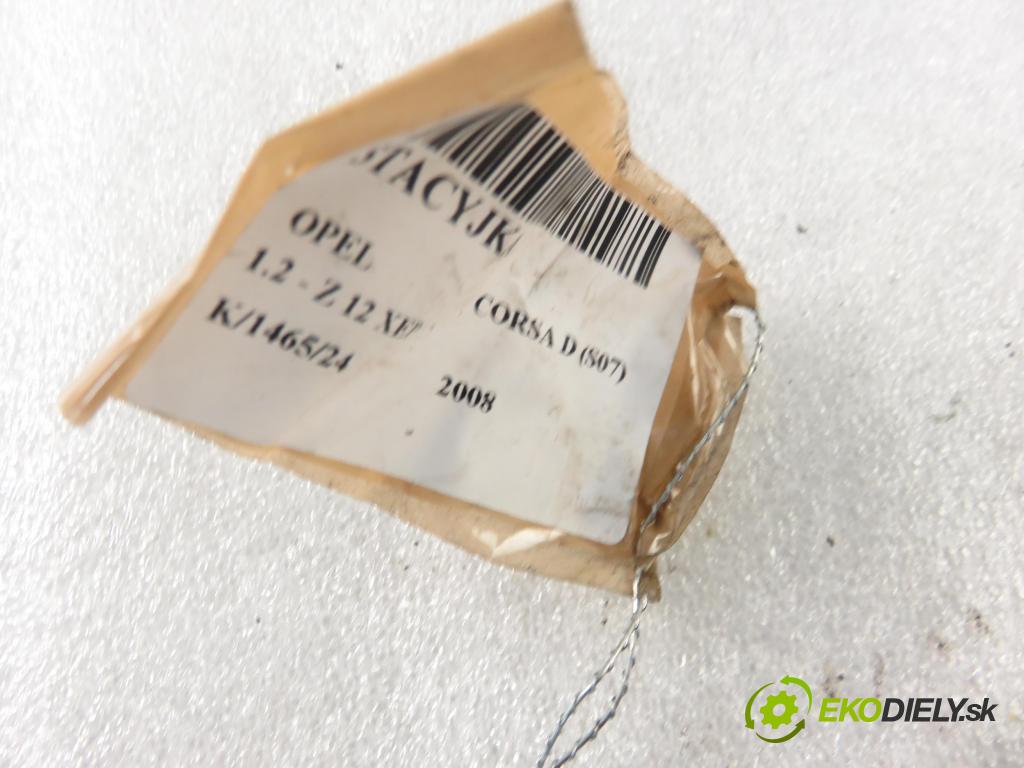 STACYJK
OPEL
CORSA D (S07)
1.2 - Z 12 XE
2008
K/1465/24
EKODIELY.sk